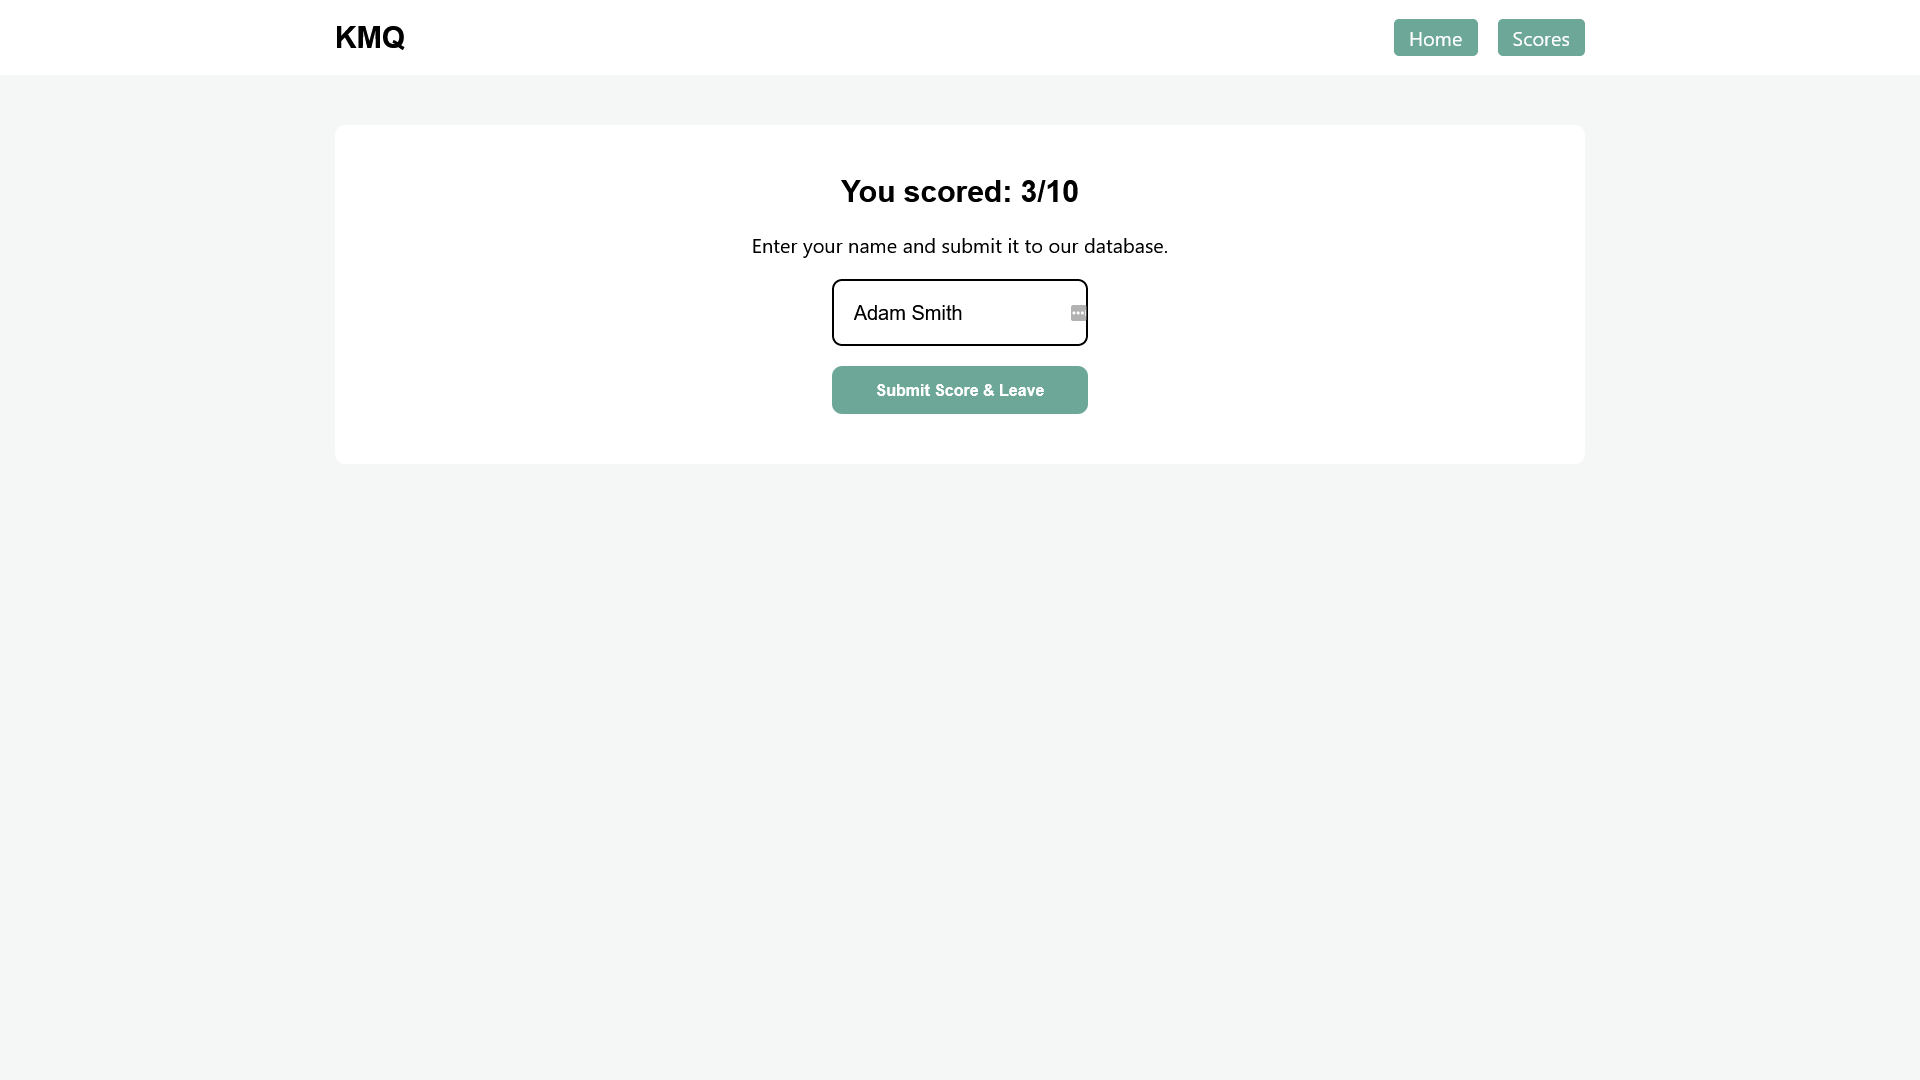 KMQ
Home
Scores
You scored: 3/10
Enter your name and submit it to our database.
Adam Smith
Submit Score & Leave